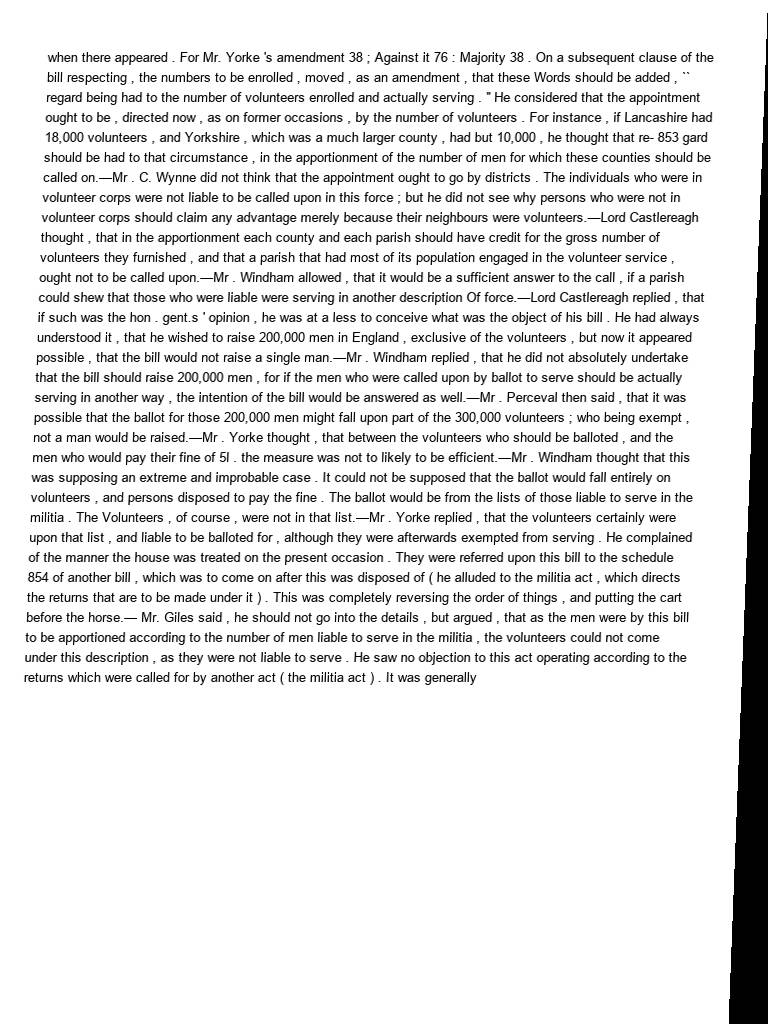 when there appeared . For Mr. Yorke 's amendment 38 ; Against it 76 : Majority 38 . On a subsequent clause of the
bill respecting , the numbers to be enrolled , moved , as an amendment , that these Words should be added , ``
regard being had to the number of volunteers enrolled and actually serving . '' He considered that the appointment
ought to be , directed now , as on former occasions , by the number of volunteers . For instance , if Lancashire had
18,000 volunteers , and Yorkshire , which was a much larger county , had but 10,000 , he thought that re- 853 gard
should be had to that circumstance , in the apportionment of the number of men for which these counties should be
called on.—Mr . C. Wynne did not think that the appointment ought to go by districts . The individuals who were in
volunteer corps were not liable to be called upon in this force ; but he did not see why persons who were not in
volunteer corps should claim any advantage merely because their neighbours were volunteers.—Lord Castlereagh
thought , that in the apportionment each county and each parish should have credit for the gross number of
volunteers they furnished , and that a parish that had most of its population engaged in the volunteer service ,
ought not to be called upon.—Mr . Windham allowed , that it would be a sufficient answer to the call , if a parish
could shew that those who were liable were serving in another description Of force.—Lord Castlereagh replied , that
if such was the hon . gent.s ' opinion , he was at a less to conceive what was the object of his bill . He had always
understood it , that he wished to raise 200,000 men in England , exclusive of the volunteers , but now it appeared
possible , that the bill would not raise a single man.—Mr . Windham replied , that he did not absolutely undertake
that the bill should raise 200,000 men , for if the men who were called upon by ballot to serve should be actually
serving in another way , the intention of the bill would be answered as well.—Mr . Perceval then said , that it was
possible that the ballot for those 200,000 men might fall upon part of the 300,000 volunteers ; who being exempt ,
not a man would be raised.—Mr . Yorke thought , that between the volunteers who should be balloted , and the
men who would pay their fine of 5l . the measure was not to likely to be efficient.—Mr . Windham thought that this
was supposing an extreme and improbable case . It could not be supposed that the ballot would fall entirely on
volunteers , and persons disposed to pay the fine . The ballot would be from the lists of those liable to serve in the
militia . The Volunteers , of course , were not in that list.—Mr . Yorke replied , that the volunteers certainly were
upon that list , and liable to be balloted for , although they were afterwards exempted from serving . He complained
of the manner the house was treated on the present occasion . They were referred upon this bill to the schedule
854 of another bill , which was to come on after this was disposed of ( he alluded to the militia act , which directs
the returns that are to be made under it ) . This was completely reversing the order of things , and putting the cart
before the horse.— Mr. Giles said , he should not go into the details , but argued , that as the men were by this bill
to be apportioned according to the number of men liable to serve in the militia , the volunteers could not come
under this description , as they were not liable to serve . He saw no objection to this act operating according to the
returns which were called for by another act ( the militia act ) . It was generally